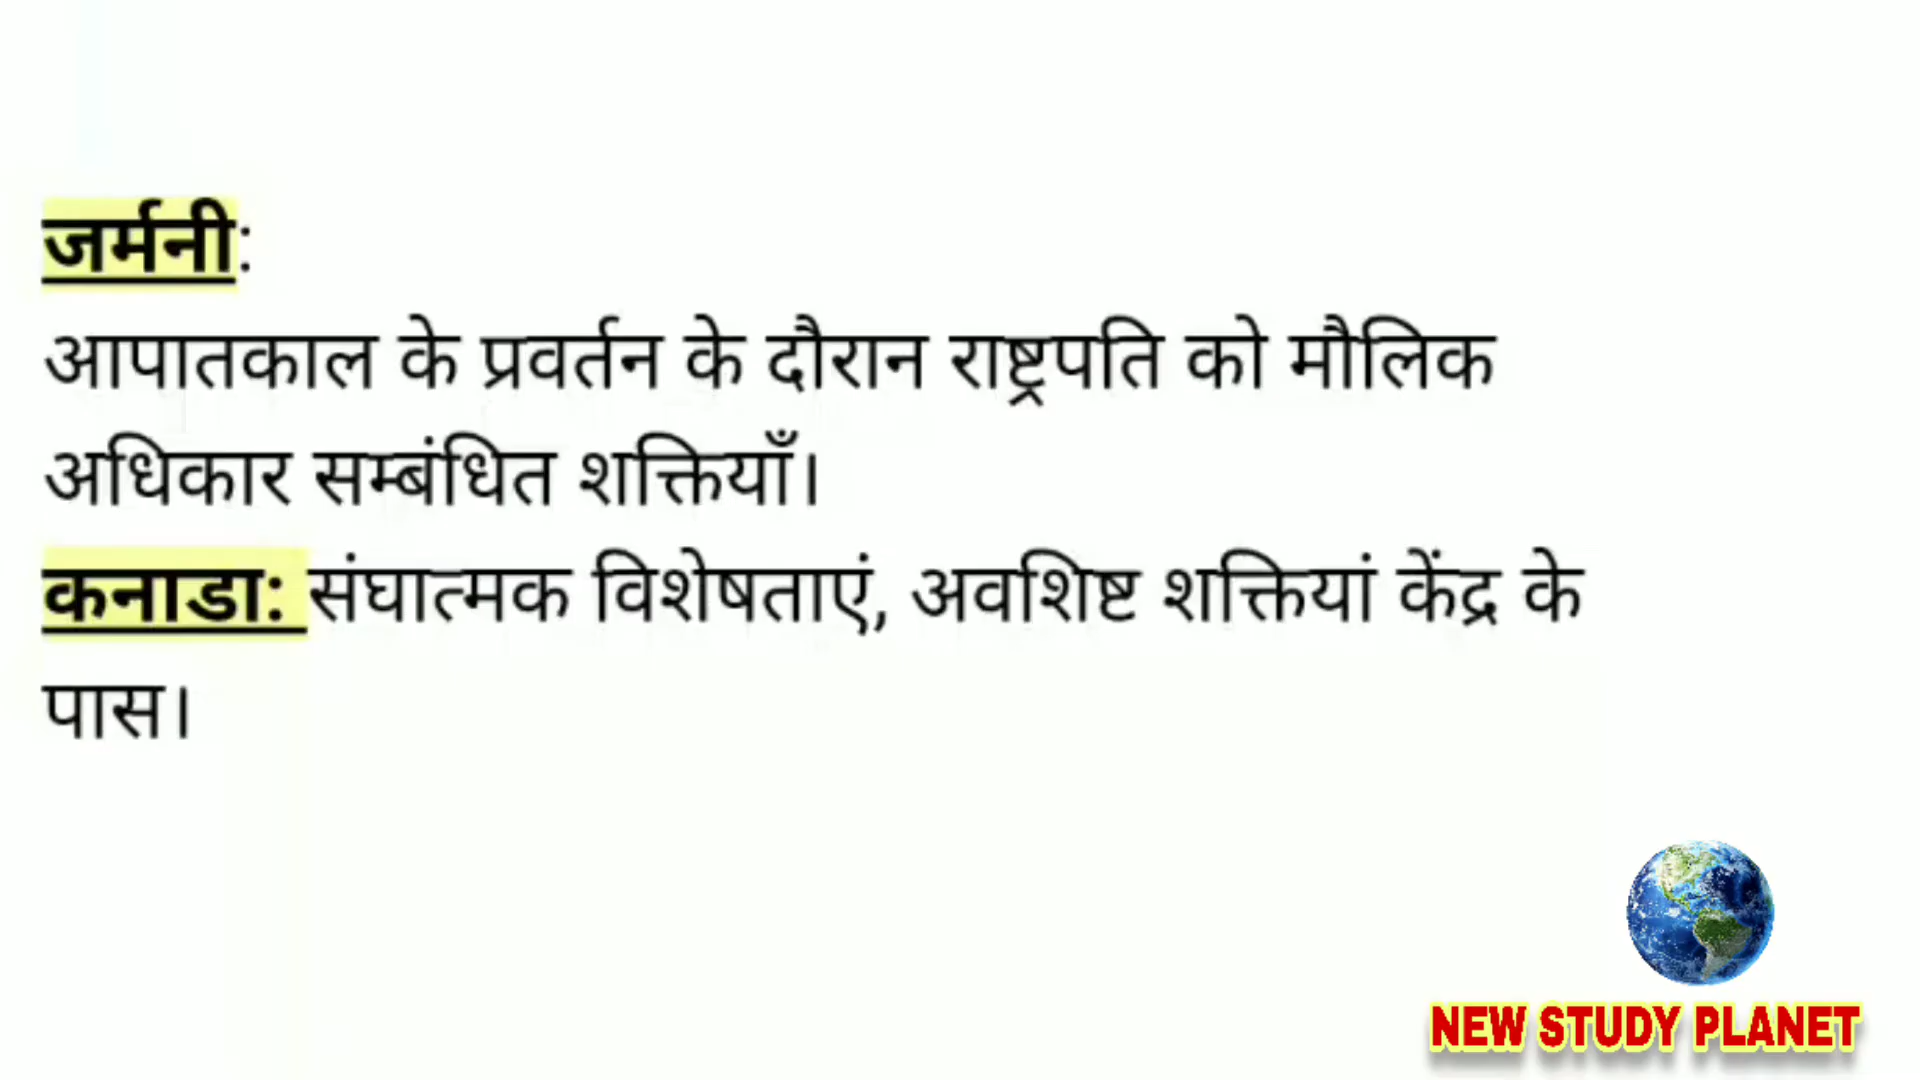 जर्मनी:
आपातकाल के प्रवर्तन के दौरान राष्ट्रपति को मौलिक
अधिकार सम्बंधित शक्तियाँ।
कनाडा: संघात्मक विशेषताएं, अवशिष्ट शक्तियां केंद्र के
पास।
NEW STUDY PLANET